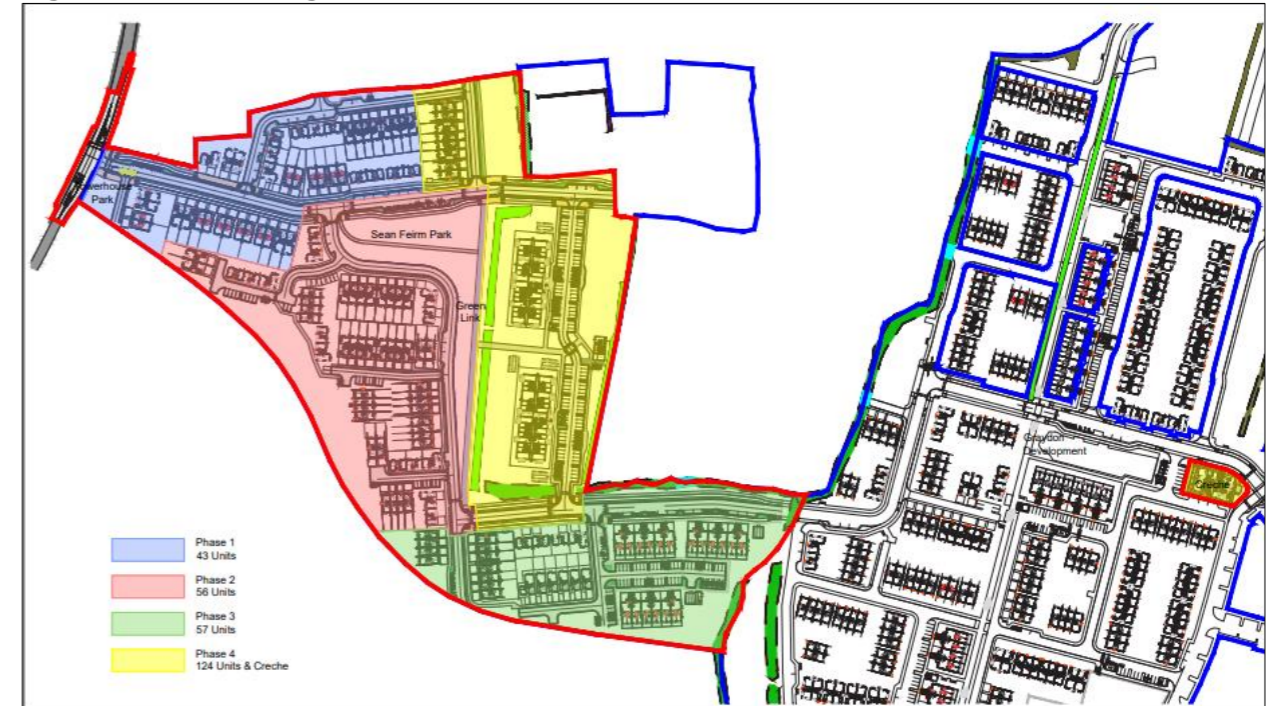 Park
Sean Feirm Park
Green
Link
Graydon
Development
Creche
Phase 1
43 Units
Phase 2
56 Units
Phase 3
57 Units
Phase 4
124 Units & Creche